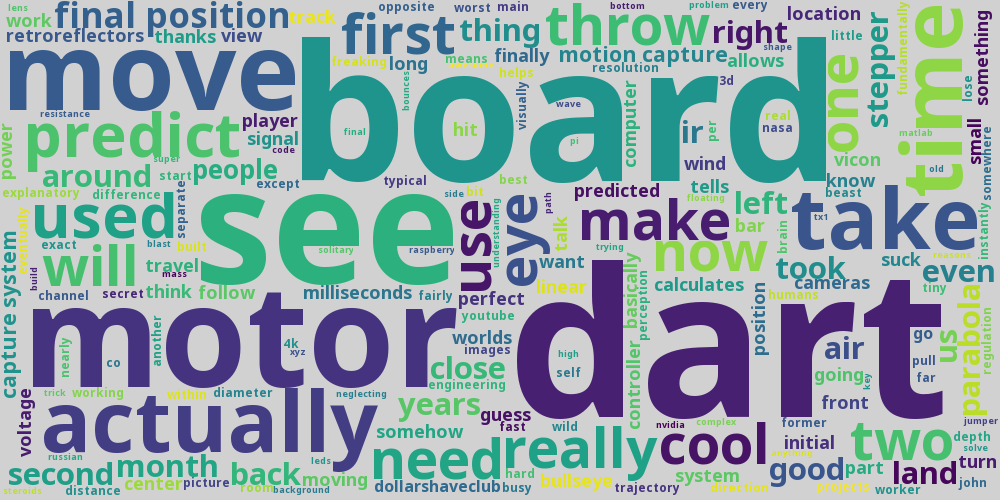 lens opposite worst main bottom problem every
work final position track first thing throw right location little fundamentally time something
retroreflectors thanks view freaking long means finally motion capture allows shape stepper
move board helps resolution 3d one lose
resistance bounces visually wave computer ir per real nasa small
power predict player signal code final hit pi wind vicon matlab
super start people around except typical side bit best predicted tells know old somewhere
explanatory difference separate understanding path floating left beast instantly
eventually used see use eye talk make bar brain take
exact blast built solitary raspberry trying now tx1 reasons
will travel mass want basically perception took suck even
build channel secret think follow milliseconds fairly linear calculates cameras tiny
capture system motor perfect youtube dart controller position humans parabola regulation
nearly co another 4k xyz worlds images high self air go us
close engineering going key pull far
voltage trick working within diameter neglecting years fast wild front
actually guess nvidia complex former jumper
russian somehow need really cool initial two depth solve
second month leds moving hard bullseye system anything good part land turn
steroids distance center picture room back background dollarshaveclub busy trajectory direction projects worker john